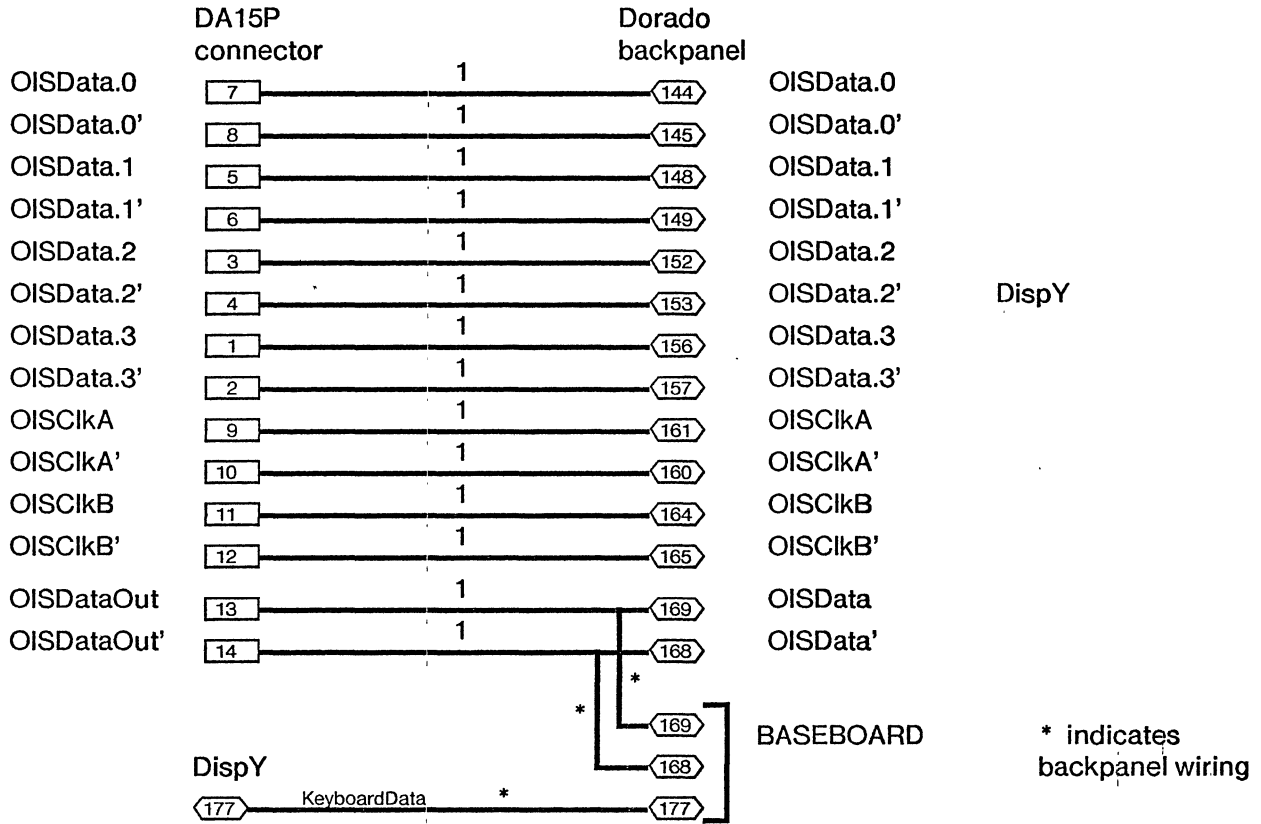 DA15P connector Dorado backpanel
OISData.0 7 1 144 OISData.0
OISData.0' 8 1 145 OISData.0'
OISData.1 5 1 148 OISData.1
OISData.1' 6 1 149 OISData.1'
OISData.2 3 1 152 OISData.2
OISData.2' 4 1 153 OISData.2' DispY
OISData.3 1 1 156 OISData.3
OISData.3' 2 1 157 OISData.3'
OISClkA 9 1 161 OISClkA
OISClkA' 10 1 160 OISClkA'
OISClkB 11 1 164 OISClkB
OISClkB' 12 1 165 OISClkB'
OISDataOut 13 1 169 OISData
OISDataOut' 14 1 168 OISData'
*
*
169 BASEBOARD * indicates
168 backpanel wiring
DispY
177 KeyboardData * 177